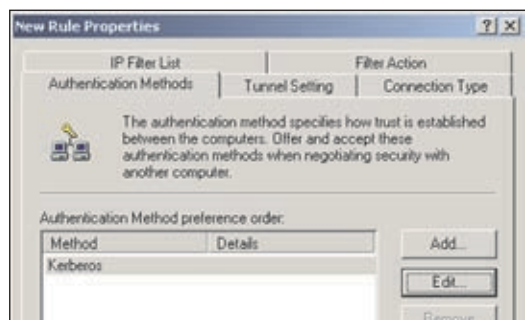 New Rule Properties
IP Filter List Filter Action
Authentication Methods Tunnel Setting Connection Type
The authentication method specifies how trust is established
between the computers. Offer and accept these
authentication methods when negotiating security with
another computer.
Authentication Method preference order:
Method Details Add...
Kerberos
Edit...
Remove